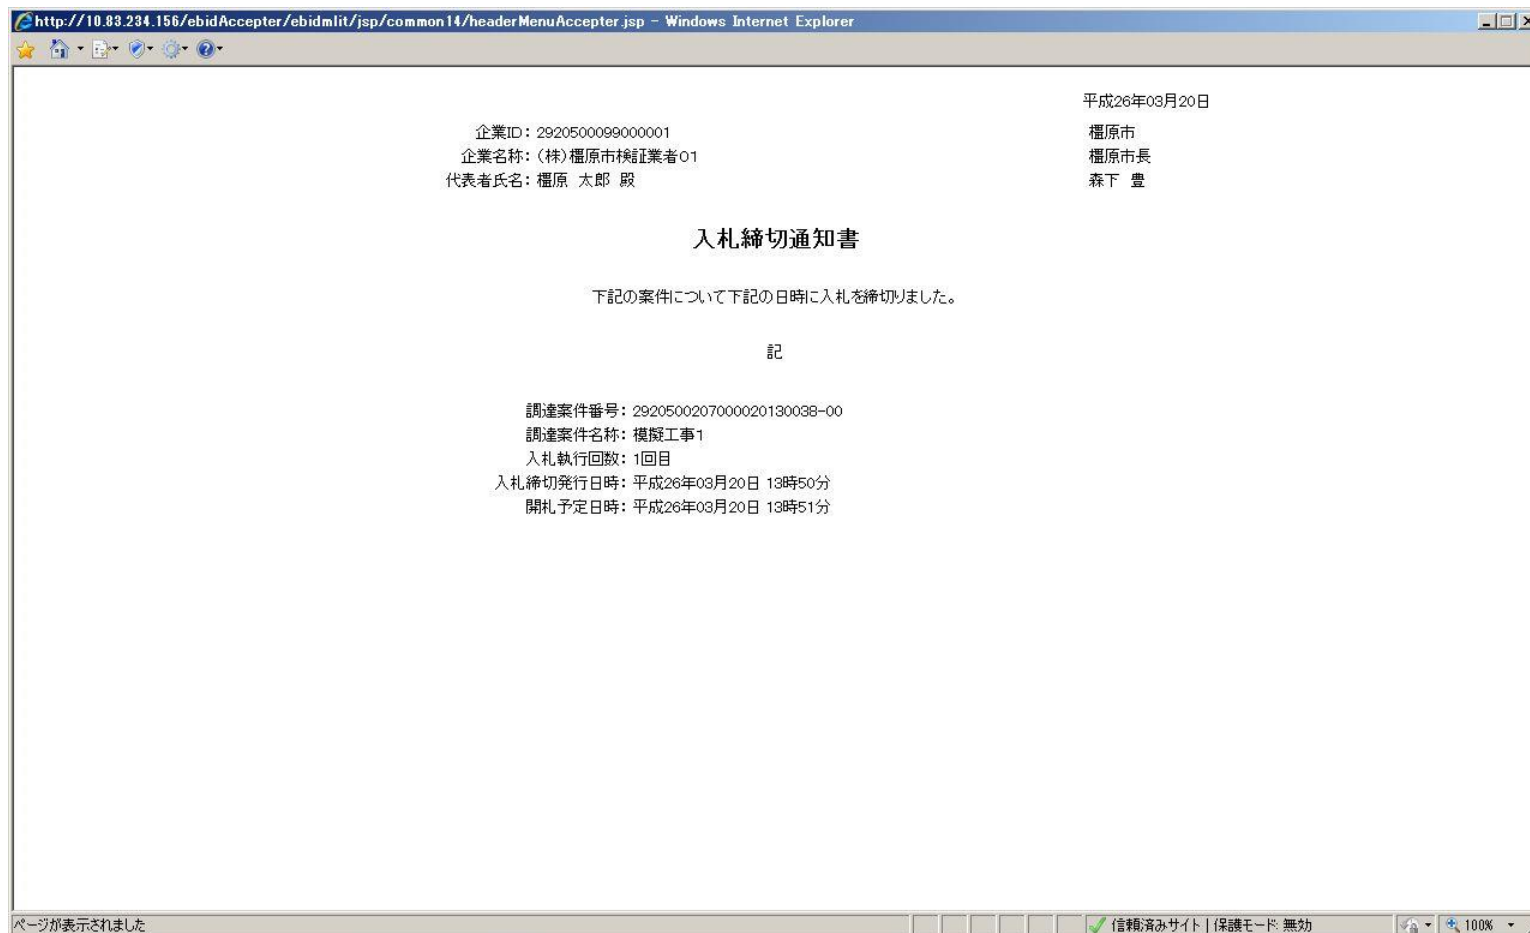 http://10.83.234.156/ebidAccepter/ebidmlit/jsp/common14/headerMenuAccepter.jsp - Windows Internet Explorer
平成26年03月20日
企業ID: 2920500099000001
橿原市
企業名称: (株)橿原市検証業者01
橿原市長
代表者氏名: 橿原 太郎 殿
森下 豊
入札締切通知書
下記の案件について下記の日時に入札を締切りました。
記
調達案件番号: 2920500207000020130038-00
調達案件名称: 模擬工事1
入札執行回数: 1回目
入札締切発行日時: 平成26年03月20日 13時50分
開札予定日時: 平成26年03月20日 13時51分
ページが表示されました
信頼済みサイト | 保護モード: 無効
100%